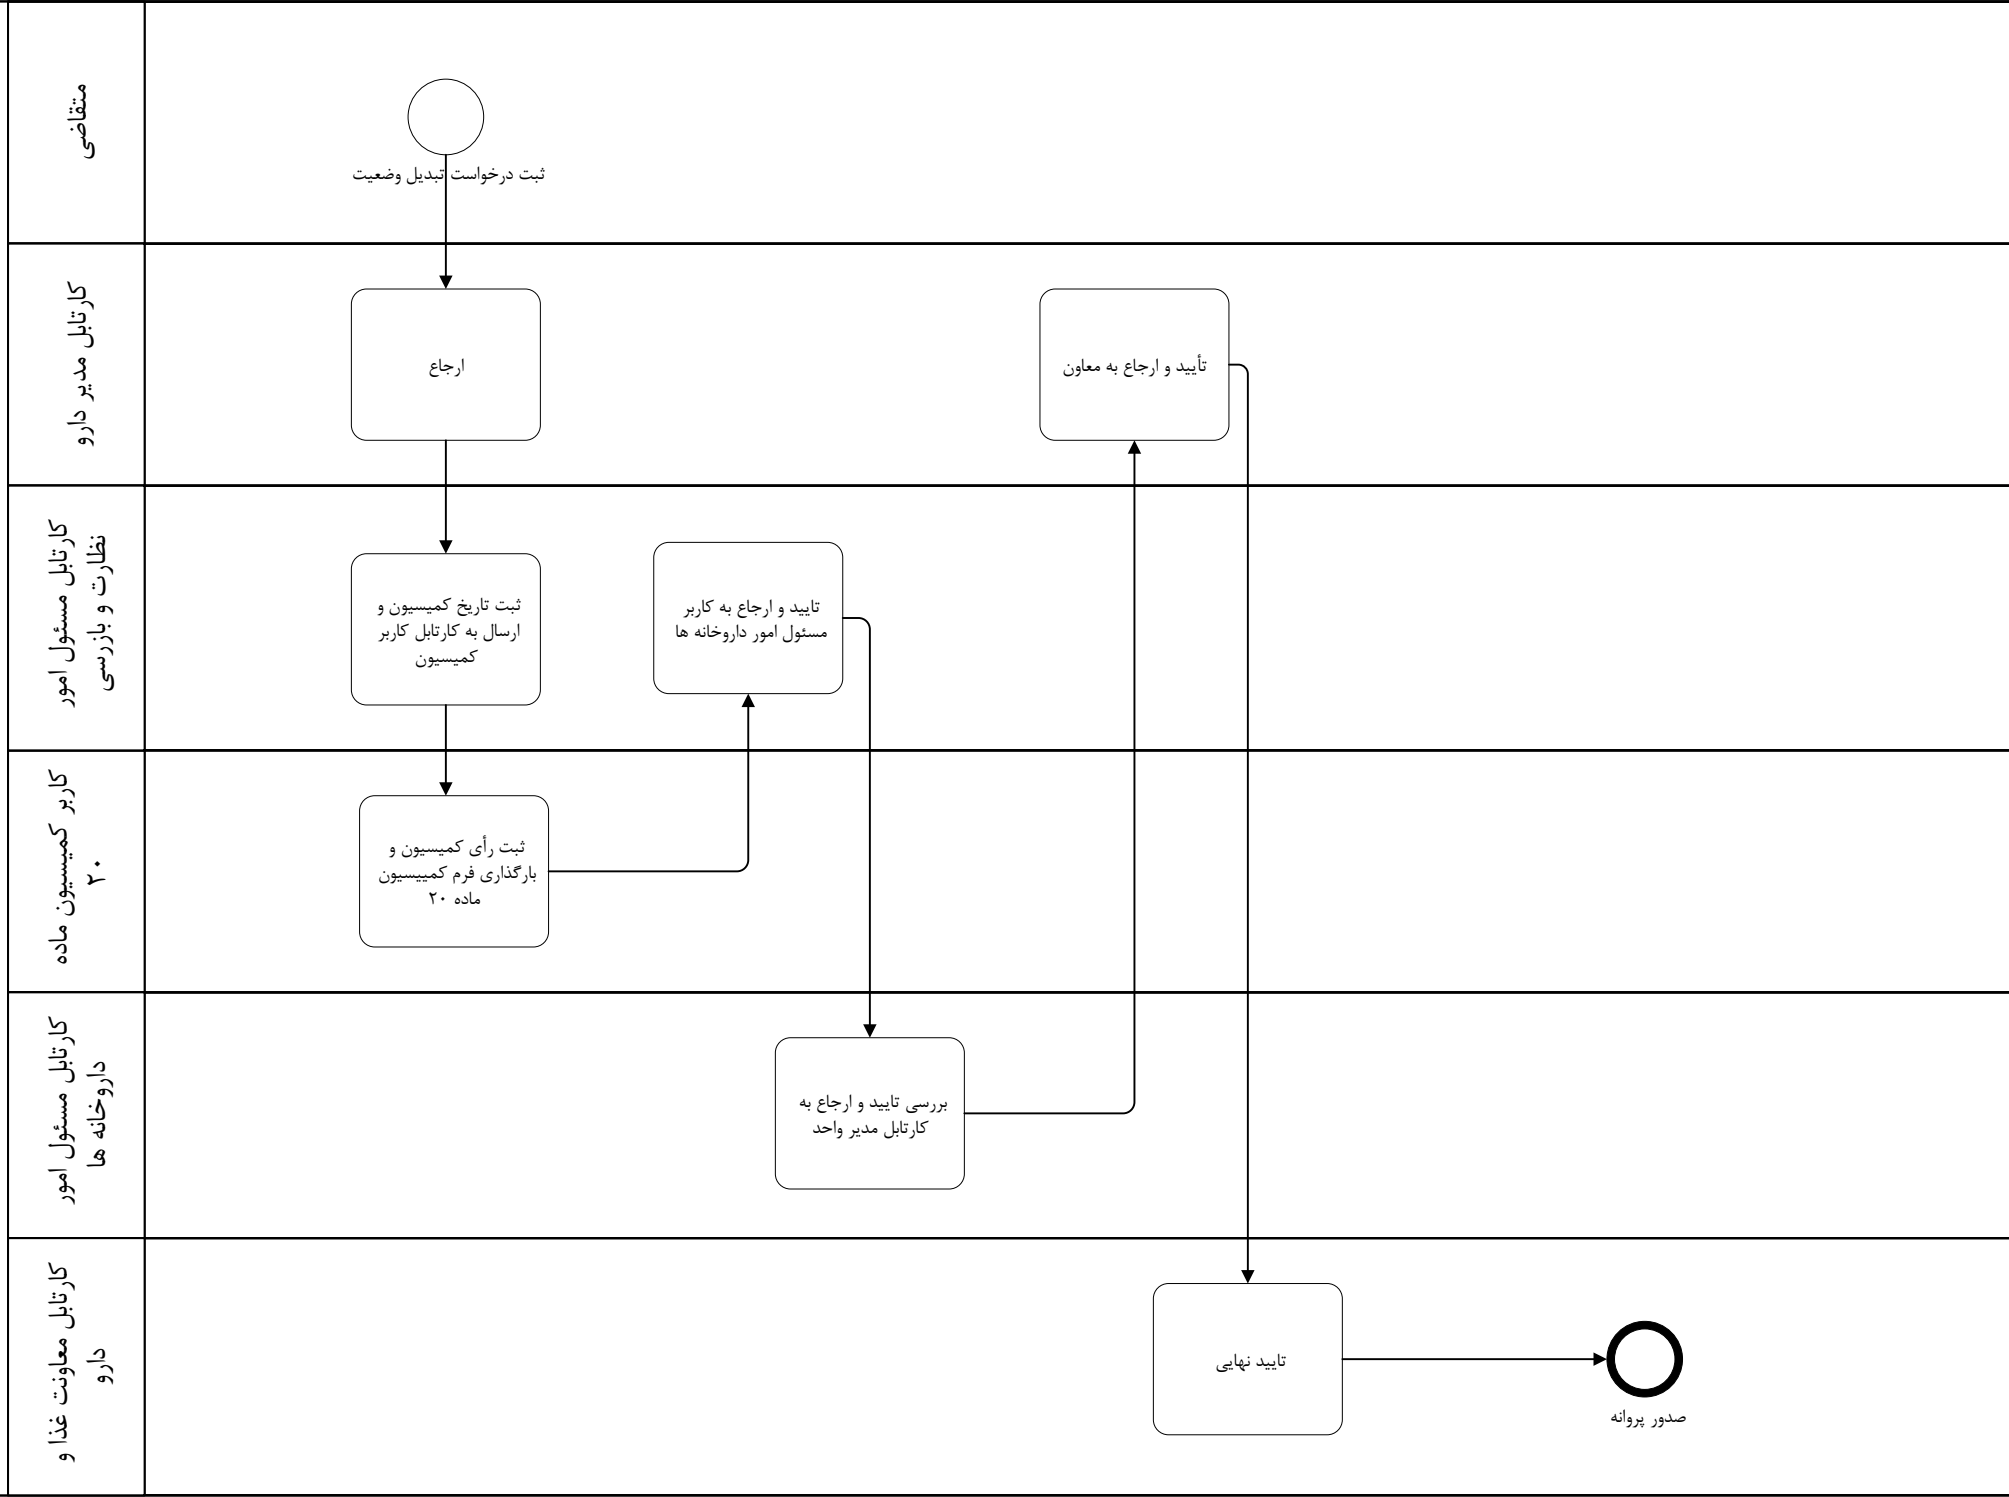 متقاضی
ثبت درخواست تبدیل وضعیت
کارتابل مدیر دارو
ارجاع
تأیید و ارجاع به معاون
کارتابل مسئول امور
نظارت و بازرسی
ثبت تاریخ کمیسیون و
ارسال به کارتابل کاربر
کمیسیون
تایید و ارجاع به کاربر
مسئول امور داروخانه ها
کاربر کمیسیون ماده
۲۰
ثبت رأی کمیسیون و
بارگذاری فرم کمییسیون
ماده ۲۰
کارتابل مسئول امور
داروخانه ها
بررسی تایید و ارجاع به
کارتابل مدیر واحد
کارتابل معاونت غذا و
دارو
تایید نهایی
صدور پروانه